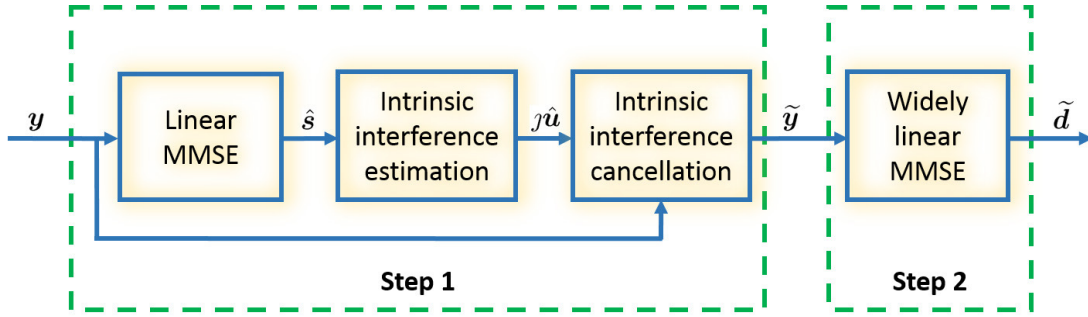 y
Linear
MMSE
ŝ
Intrinsic
interference
estimation
ȷû
Intrinsic
interference
cancellation
ỹ
Widely
linear
MMSE
d̃
Step 1
Step 2